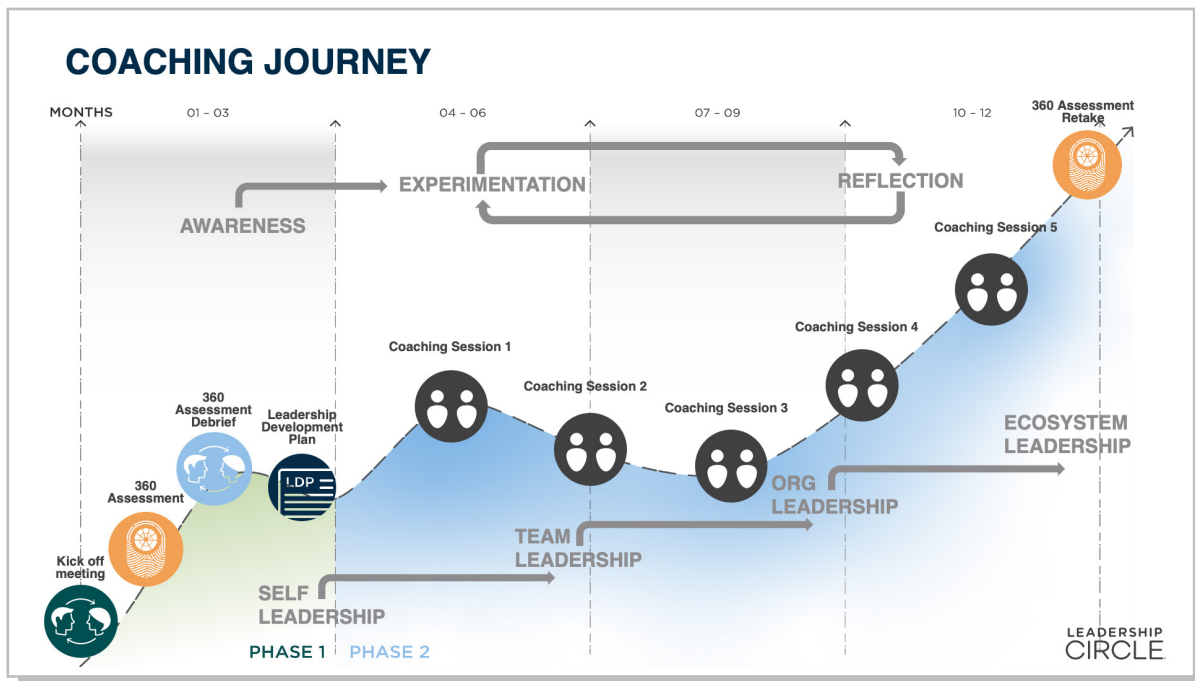 COACHING JOURNEY
MONTHS
01 – 03
04 – 06
07 – 09
10 – 12
360 Assessment
Retake
EXPERIMENTATION
REFLECTION
AWARENESS
Coaching Session 5
Coaching Session 4
Coaching Session 1
Coaching Session 2
Coaching Session 3
360
Assessment
Debrief
Leadership
Development
Plan
LDP
360
Assessment
Kick off
meeting
ECOSYSTEM
LEADERSHIP
ORG
LEADERSHIP
TEAM
LEADERSHIP
SELF
LEADERSHIP
PHASE 1
PHASE 2
LEADERSHIP
CIRCLE